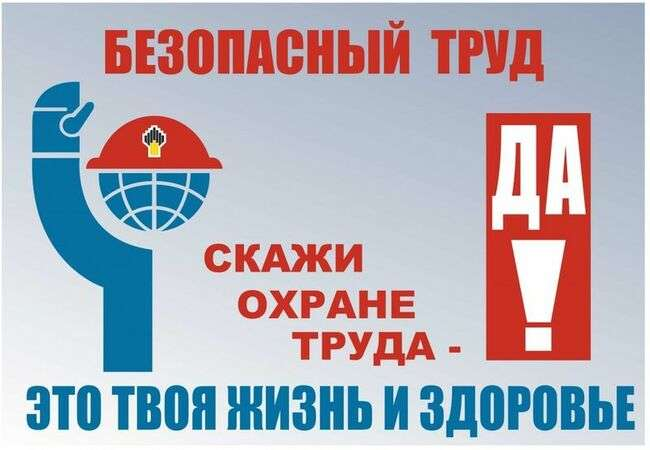 БЕЗОПАСНЫЙ ТРУД
СКАЖИ
ОХРАНЕ
ТРУДА -
ДА
!
ЭТО ТВОЯ ЖИЗНЬ И ЗДОРОВЬЕ